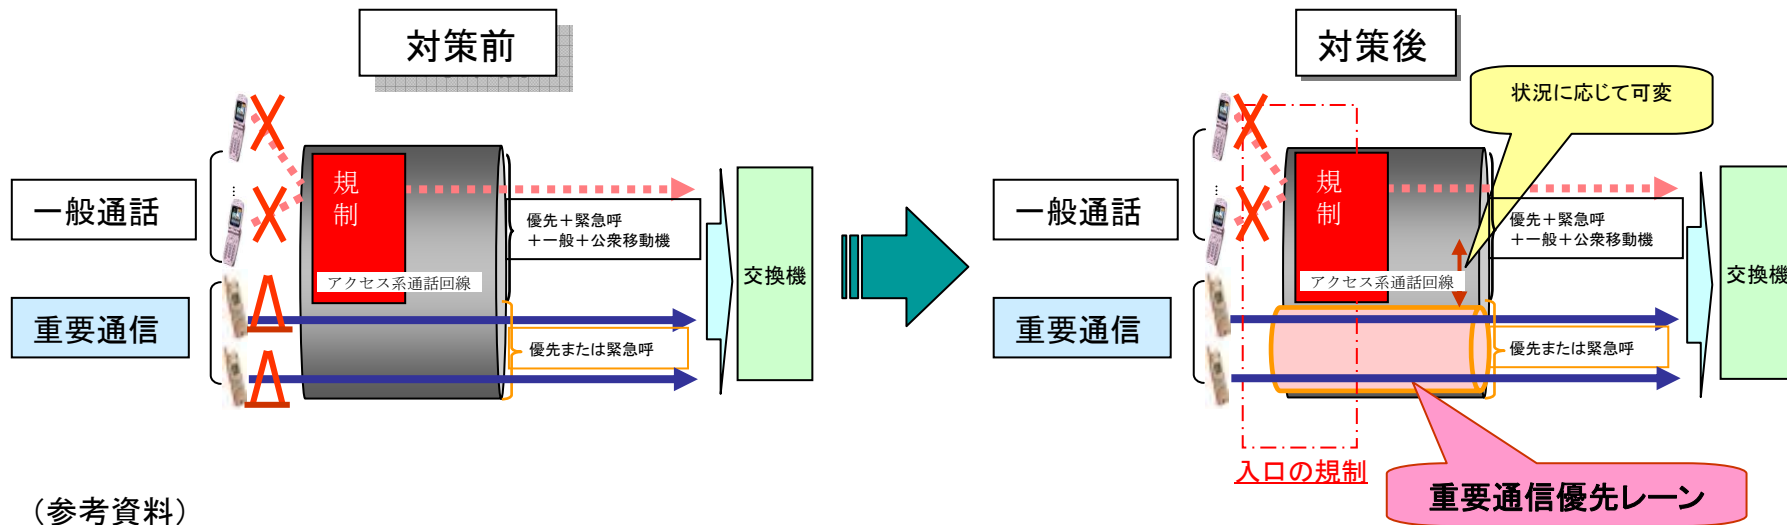 対策前
一般通話
重要通信
規
制
アクセス系通話回線
優先＋緊急呼
＋一般＋公衆移動機
優先または緊急呼
交換機
対策後
状況に応じて可変
一般通話
重要通信
規
制
アクセス系通話回線
優先＋緊急呼
＋一般＋公衆移動機
優先または緊急呼
交換機
入口の規制
重要通信優先レーン
（参考資料）